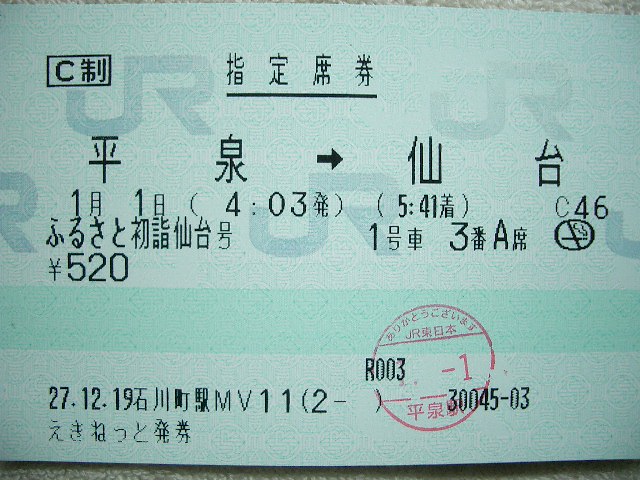 C制 指定席券
平泉 → 仙台
1月 1日 ( 4:03発) (5:41着) C46
ふるさと初詣仙台号 1号車 3番A席
¥520
ありがとうございます
JR東日本
R003
-1
27.12.19石川町駅MV11(2- ) 30045-03
平泉駅
えきねっと発券